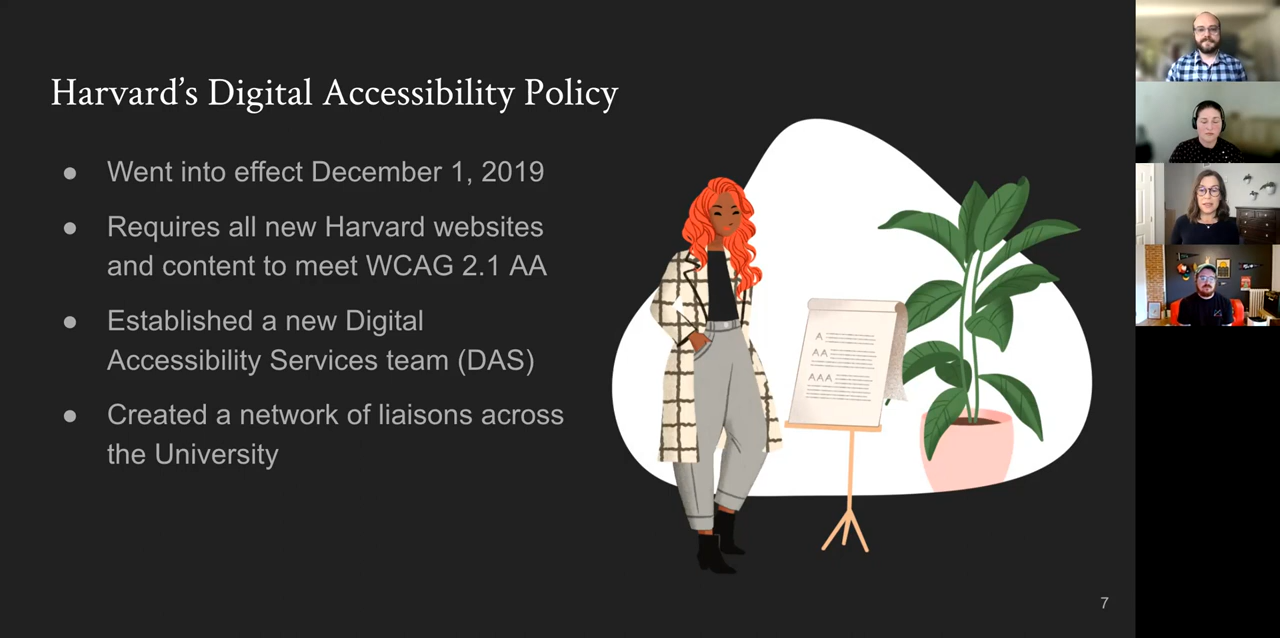 Harvard's Digital Accessibility Policy
● Went into effect December 1, 2019
● Requires all new Harvard websites
and content to meet WCAG 2.1 AA
● Established a new Digital
Accessibility Services team (DAS)
● Created a network of liaisons across
the University
A
AA
AAA
7